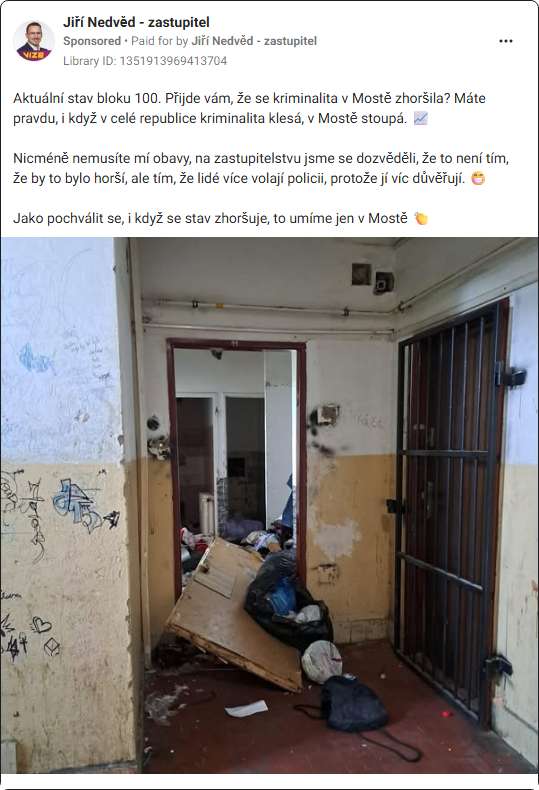 Jiří Nedvěd - zastupitel
Sponsored • Paid for by Jiří Nedvěd - zastupitel
Library ID: 1351913969413704
Aktuální stav bloku 100. Přijde vám, že se kriminalita v Mostě zhoršila? Máte
pravdu, i když v celé republice kriminalita klesá, v Mostě stoupá. 📈
Nicméně nemusíte mí obavy, na zastupitelstvu jsme se dozvěděli, že to není tím,
že by to bylo horší, ale tím, že lidé více volají policii, protože jí víc důvěřují. 😷
Jako pochválit se, i když se stav zhoršuje, to umíme jen v Mostě 👏